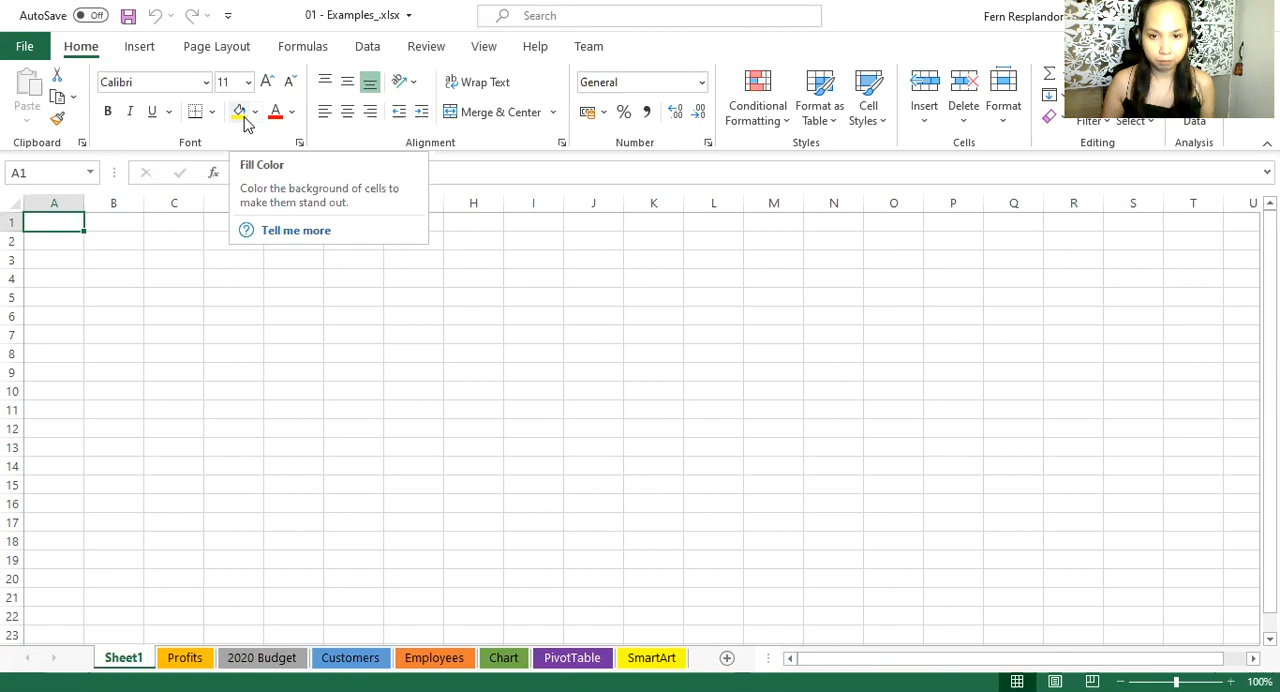 AutoSave Off 01 - Examples_.xlsx Search Fern Resplandor
File Home Insert Page Layout Formulas Data Review View Help Team
Paste Calibri 11 Wrap Text General Conditional Formatting Format as Table Cell Styles Insert Delete Format
B I U Merge & Center % Filter Select Data
Clipboard Font Alignment Number Styles Cells Editing Analysis
A1 fx
Fill Color
Color the background of cells to
make them stand out.
Tell me more
A B C H I J K L M N O P Q R S T U
1
2
3
4
5
6
7
8
9
10
11
12
13
14
15
16
17
18
19
20
21
22
23
Sheet1 Profits 2020 Budget Customers Employees Chart PivotTable SmartArt
100%